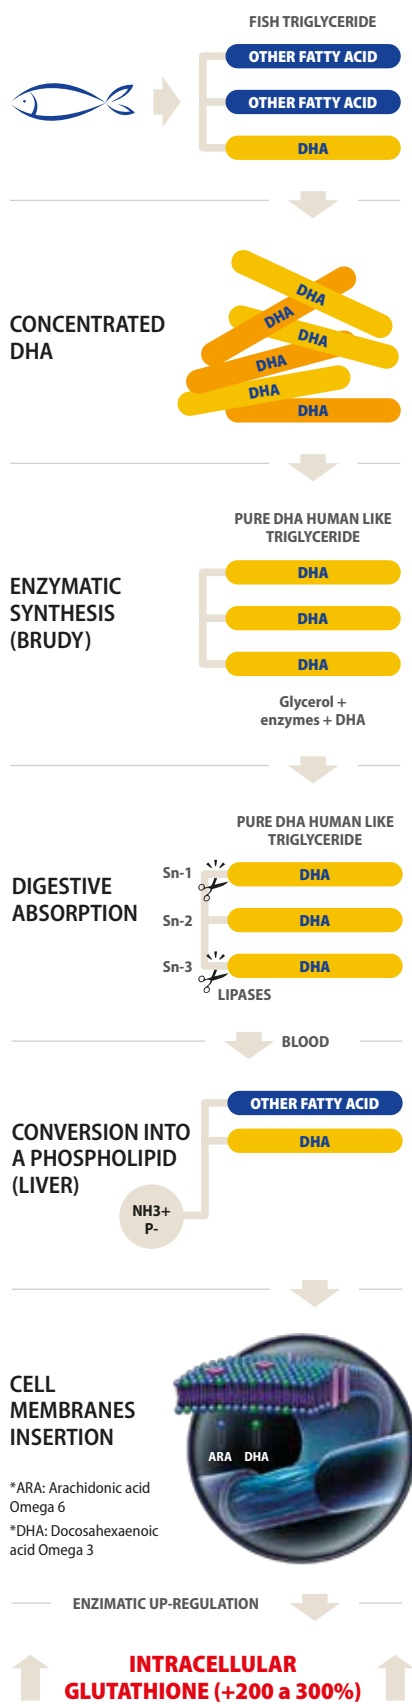 FISH TRIGLYCERIDE
OTHER FATTY ACID
OTHER FATTY ACID
DHA
CONCENTRATED
DHA
DHA
DHA
DHA
DHA
DHA
DHA
PURE DHA HUMAN LIKE
TRIGLYCERIDE
ENZYMATIC
SYNTHESIS
(BRUDY)
DHA
DHA
DHA
Glycerol +
enzymes + DHA
PURE DHA HUMAN LIKE
TRIGLYCERIDE
DIGESTIVE
ABSORPTION
Sn-1
DHA
Sn-2
DHA
Sn-3
DHA
LIPASES
BLOOD
CONVERSION INTO
A PHOSPHOLIPID
(LIVER)
OTHER FATTY ACID
DHA
NH3+
P-
CELL
MEMBRANES
INSERTION
ARA DHA
*ARA: Arachidonic acid
Omega 6
*DHA: Docosahexaenoic
acid Omega 3
ENZIMATIC UP-REGULATION
INTRACELLULAR
GLUTATHIONE (+200 a 300%)